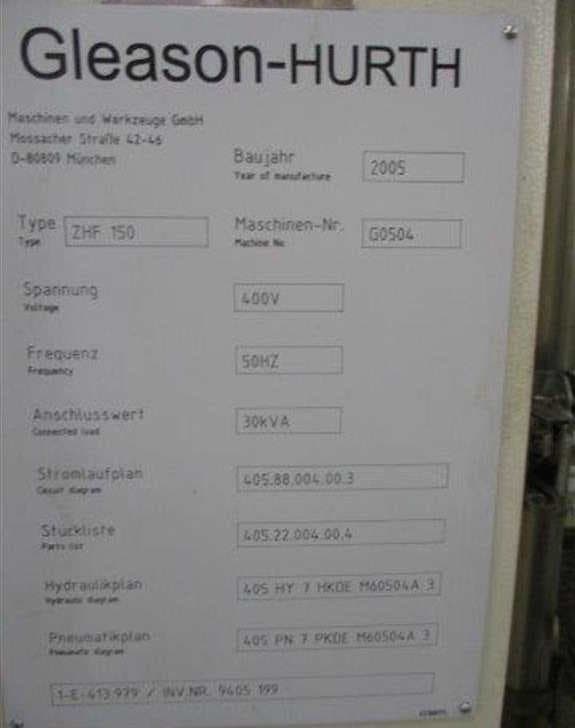 Gleason-HURTH
Maschinen und Werkzeuge GmbH
Moosacher Straße 42-46
D-80809 München
Baujahr 2005
Year of manufacture
Type ZHF 150 Maschinen-Nr. G0504
Type Machine No
Spannung 400V
Voltage
Frequenz 50HZ
Frequency
Anschlusswert 30kVA
Connected load
Stromlaufplan 405.88.004.00.3
Circuit diagram
Stückliste 405.22.004.00.4
Parts list
Hydraulikplan 405 HY 7 HKDE M60504A 3
Hydraulic diagram
Pneumatikplan 405 PN 7 PKDE M60504A 3
Pneumatic diagram
1-E-413.979 / INV.NR. 9405 199